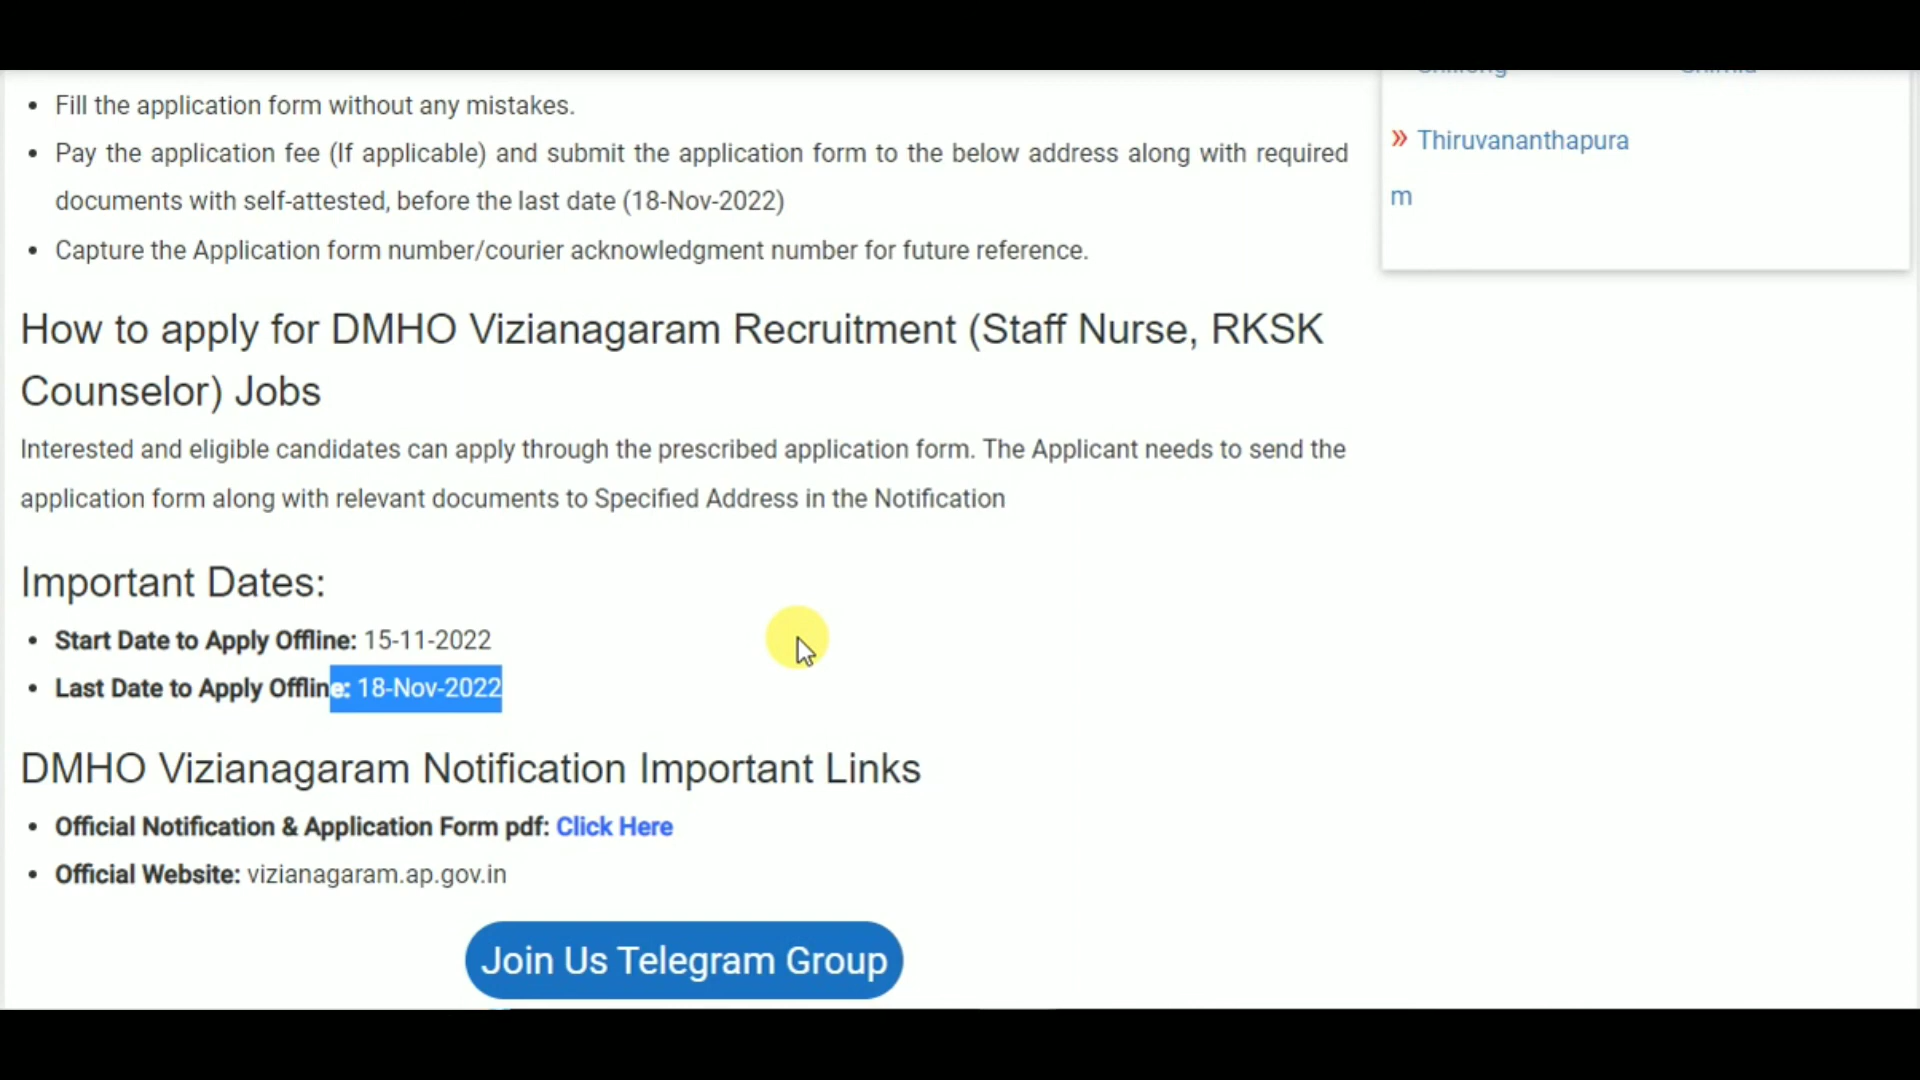 Fill the application form without any mistakes.
Pay the application fee (If applicable) and submit the application form to the below address along with required
documents with self-attested, before the last date (18-Nov-2022)
Capture the Application form number/courier acknowledgment number for future reference.
How to apply for DMHO Vizianagaram Recruitment (Staff Nurse, RKSK
Counselor) Jobs
Interested and eligible candidates can apply through the prescribed application form. The Applicant needs to send the
application form along with relevant documents to Specified Address in the Notification
Important Dates:
Start Date to Apply Offline: 15-11-2022
Last Date to Apply Offline: 18-Nov-2022
DMHO Vizianagaram Notification Important Links
Official Notification & Application Form pdf: Click Here
Official Website: vizianagaram.ap.gov.in
Join Us Telegram Group
» Thiruvananthapura
m